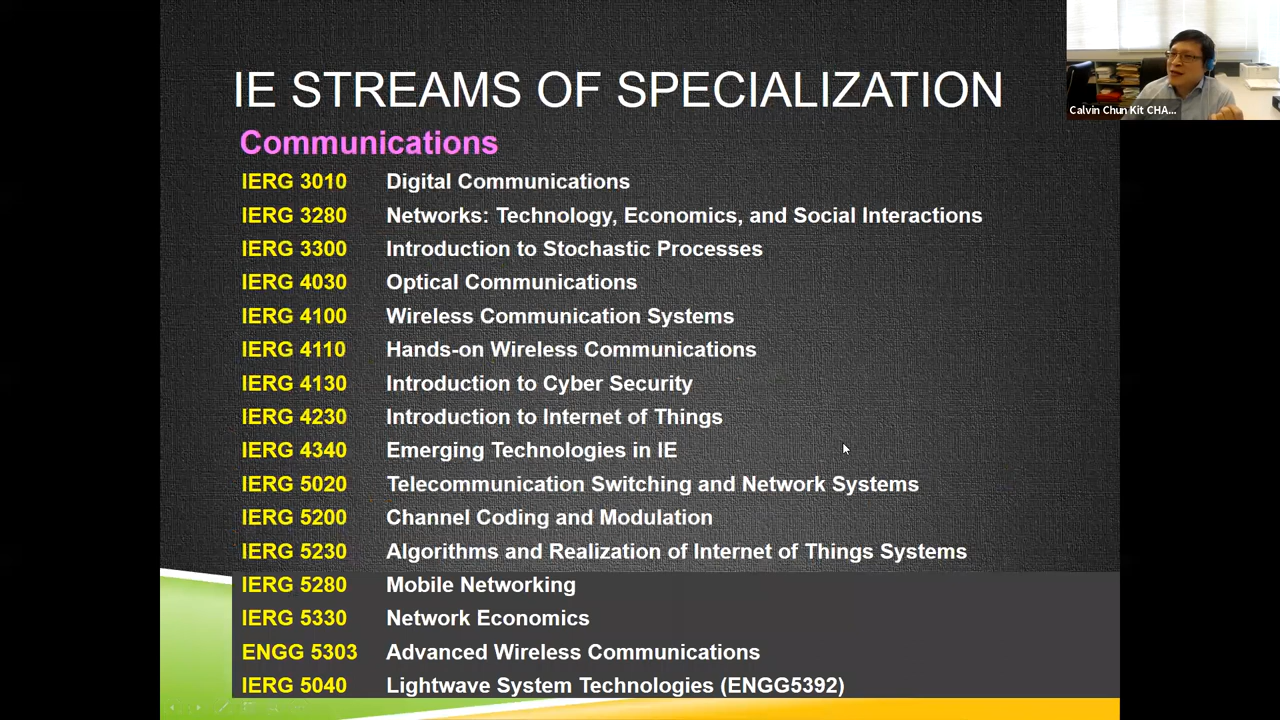 IE STREAMS OF SPECIALIZATION
Calvin Chun Kit CHA...
Communications
IERG 3010 Digital Communications
IERG 3280 Networks: Technology, Economics, and Social Interactions
IERG 3300 Introduction to Stochastic Processes
IERG 4030 Optical Communications
IERG 4100 Wireless Communication Systems
IERG 4110 Hands-on Wireless Communications
IERG 4130 Introduction to Cyber Security
IERG 4230 Introduction to Internet of Things
IERG 4340 Emerging Technologies in IE
IERG 5020 Telecommunication Switching and Network Systems
IERG 5200 Channel Coding and Modulation
IERG 5230 Algorithms and Realization of Internet of Things Systems
IERG 5280 Mobile Networking
IERG 5330 Network Economics
ENGG 5303 Advanced Wireless Communications
IERG 5040 Lightwave System Technologies (ENGG5392)